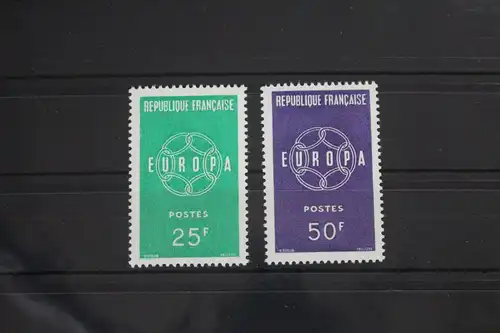 REPUBLIQUE FRANÇAISE
EUROPA
POSTES
25F
REPUBLIQUE FRANÇAISE
EUROPA
POSTES
50F